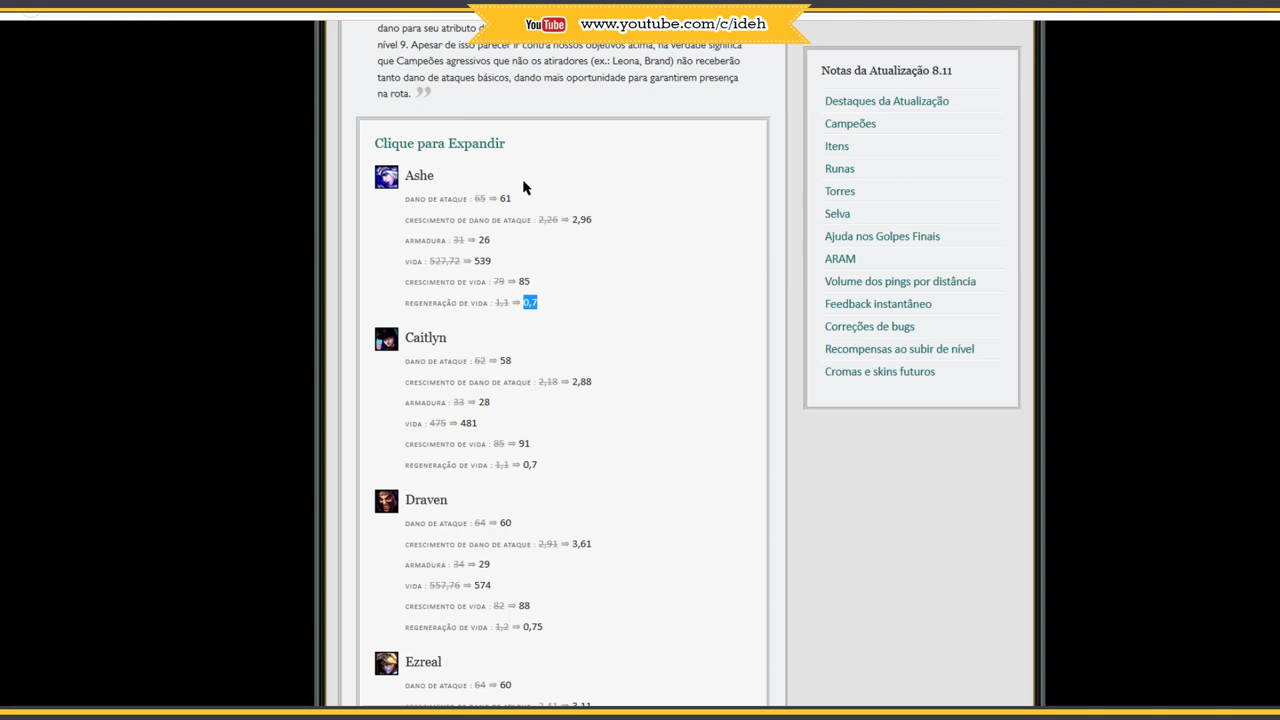 YouTube www.youtube.com/c/ideh
dano para seu atributo d
nível 9. Apesar de isso parecer ir contra nossos objetivos acima, na verdade significa
que Campeões agressivos que não os atiradores (ex.: Leona, Brand) não receberão
tanto dano de ataques básicos, dando mais oportunidade para garantirem presença
na rota. ”
Clique para Expandir
Ashe
DANO DE ATAQUE : 65 ⇒ 61
CRESCIMENTO DE DANO DE ATAQUE : 2,26 ⇒ 2,96
ARMADURA : 31 ⇒ 26
VIDA : 527,72 ⇒ 539
CRESCIMENTO DE VIDA : 79 ⇒ 85
REGENERAÇÃO DE VIDA : 1,1 ⇒ 0,7
Caitlyn
DANO DE ATAQUE : 62 ⇒ 58
CRESCIMENTO DE DANO DE ATAQUE : 2,18 ⇒ 2,88
ARMADURA : 33 ⇒ 28
VIDA : 475 ⇒ 481
CRESCIMENTO DE VIDA : 85 ⇒ 91
REGENERAÇÃO DE VIDA : 1,1 ⇒ 0,7
Draven
DANO DE ATAQUE : 64 ⇒ 60
CRESCIMENTO DE DANO DE ATAQUE : 2,91 ⇒ 3,61
ARMADURA : 34 ⇒ 29
VIDA : 557,76 ⇒ 574
CRESCIMENTO DE VIDA : 82 ⇒ 88
REGENERAÇÃO DE VIDA : 1,2 ⇒ 0,75
Ezreal
DANO DE ATAQUE : 64 ⇒ 60
CRESCIMENTO DE DANO DE ATAQUE : 2,41 ⇒ 3,11
Notas da Atualização 8.11
Destaques da Atualização
Campeões
Itens
Runas
Torres
Selva
Ajuda nos Golpes Finais
ARAM
Volume dos pings por distância
Feedback instantâneo
Correções de bugs
Recompensas ao subir de nível
Cromas e skins futuros